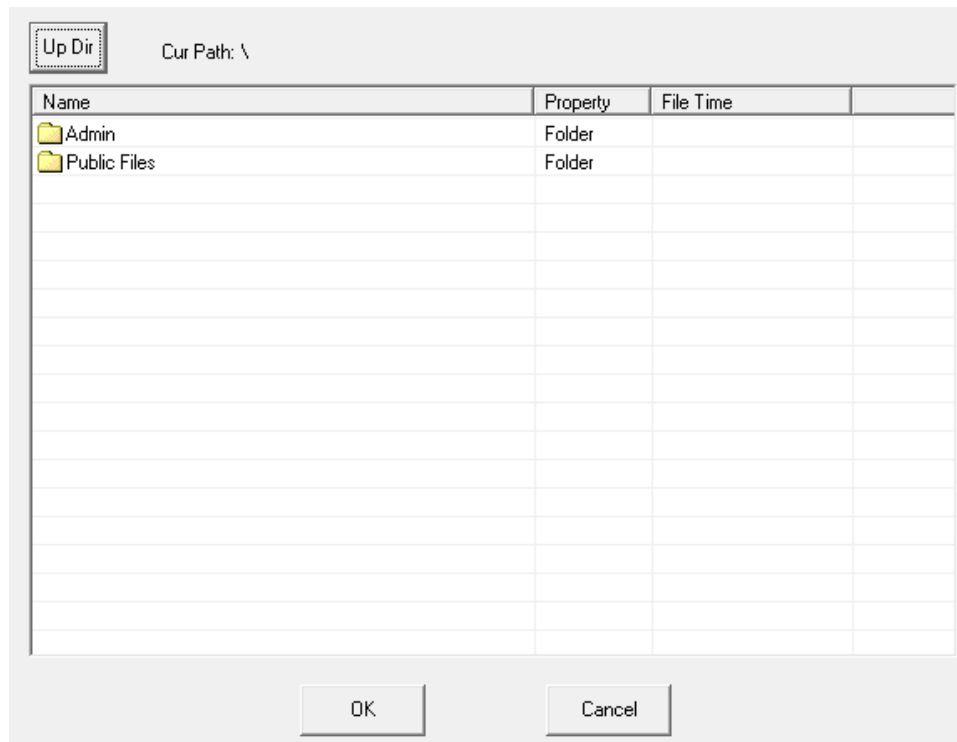 Up Dir Cur Path: \
Name Property File Time
Admin Folder
Public Files Folder
OK Cancel